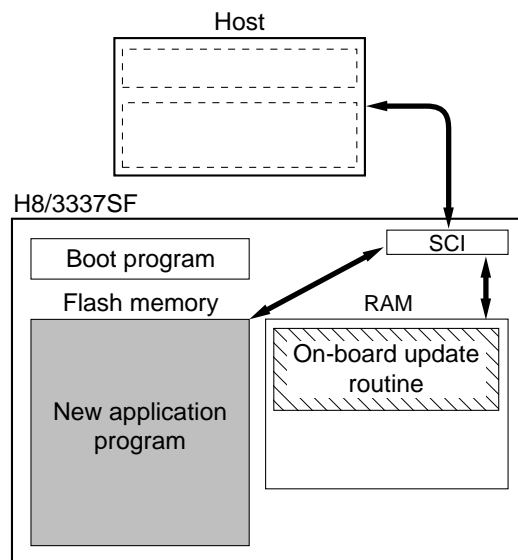 Host
H8/3337SF
SCI
Boot program
Flash memory
RAM
On-board update
routine
New application
program